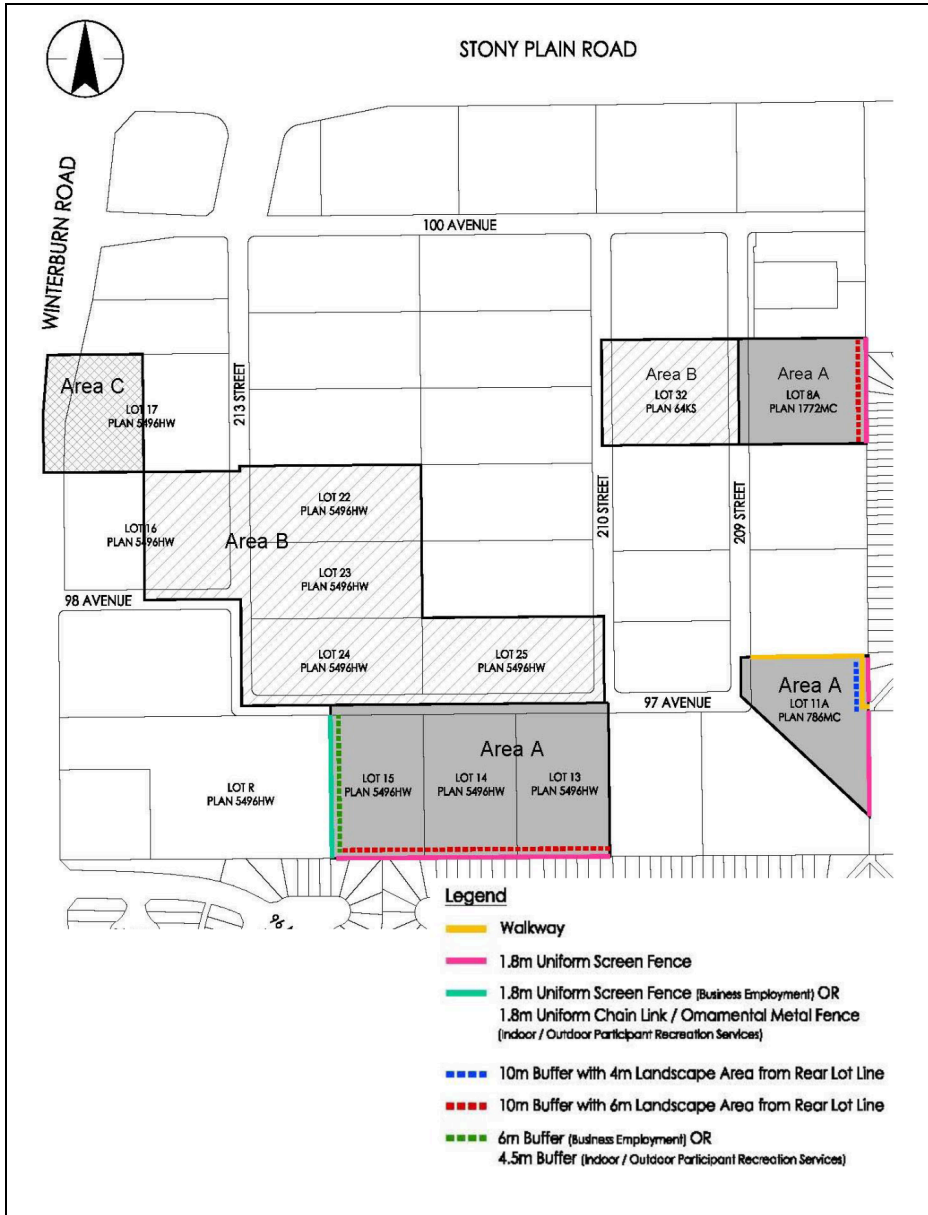 STONY PLAIN ROAD
WINTERBURN ROAD
100 AVENUE
213 STREET
Area C
LOT 17
PLAN 5496HW
Area B
LOT 32
PLAN 64KS
Area A
LOT 8A
PLAN 1772MC
210 STREET
209 STREET
LOT 22
PLAN 5496HW
LOT 16
PLAN 5496HW
Area B
LOT 23
PLAN 5496HW
98 AVENUE
LOT 24
PLAN 5496HW
LOT 25
PLAN 5496HW
97 AVENUE
Area A
LOT 11A
PLAN 786MC
Area A
LOT R
PLAN 5496HW
LOT 15
PLAN 5496HW
LOT 14
PLAN 5496HW
LOT 13
PLAN 5496HW
96
Legend
Walkway
1.8m Uniform Screen Fence
1.8m Uniform Screen Fence (Business Employment) OR
1.8m Uniform Chain Link / Ornamental Metal Fence
(Indoor / Outdoor Participant Recreation Services)
10m Buffer with 4m Landscape Area from Rear Lot Line
10m Buffer with 6m Landscape Area from Rear Lot Line
6m Buffer (Business Employment) OR
4.5m Buffer (Indoor / Outdoor Participant Recreation Services)